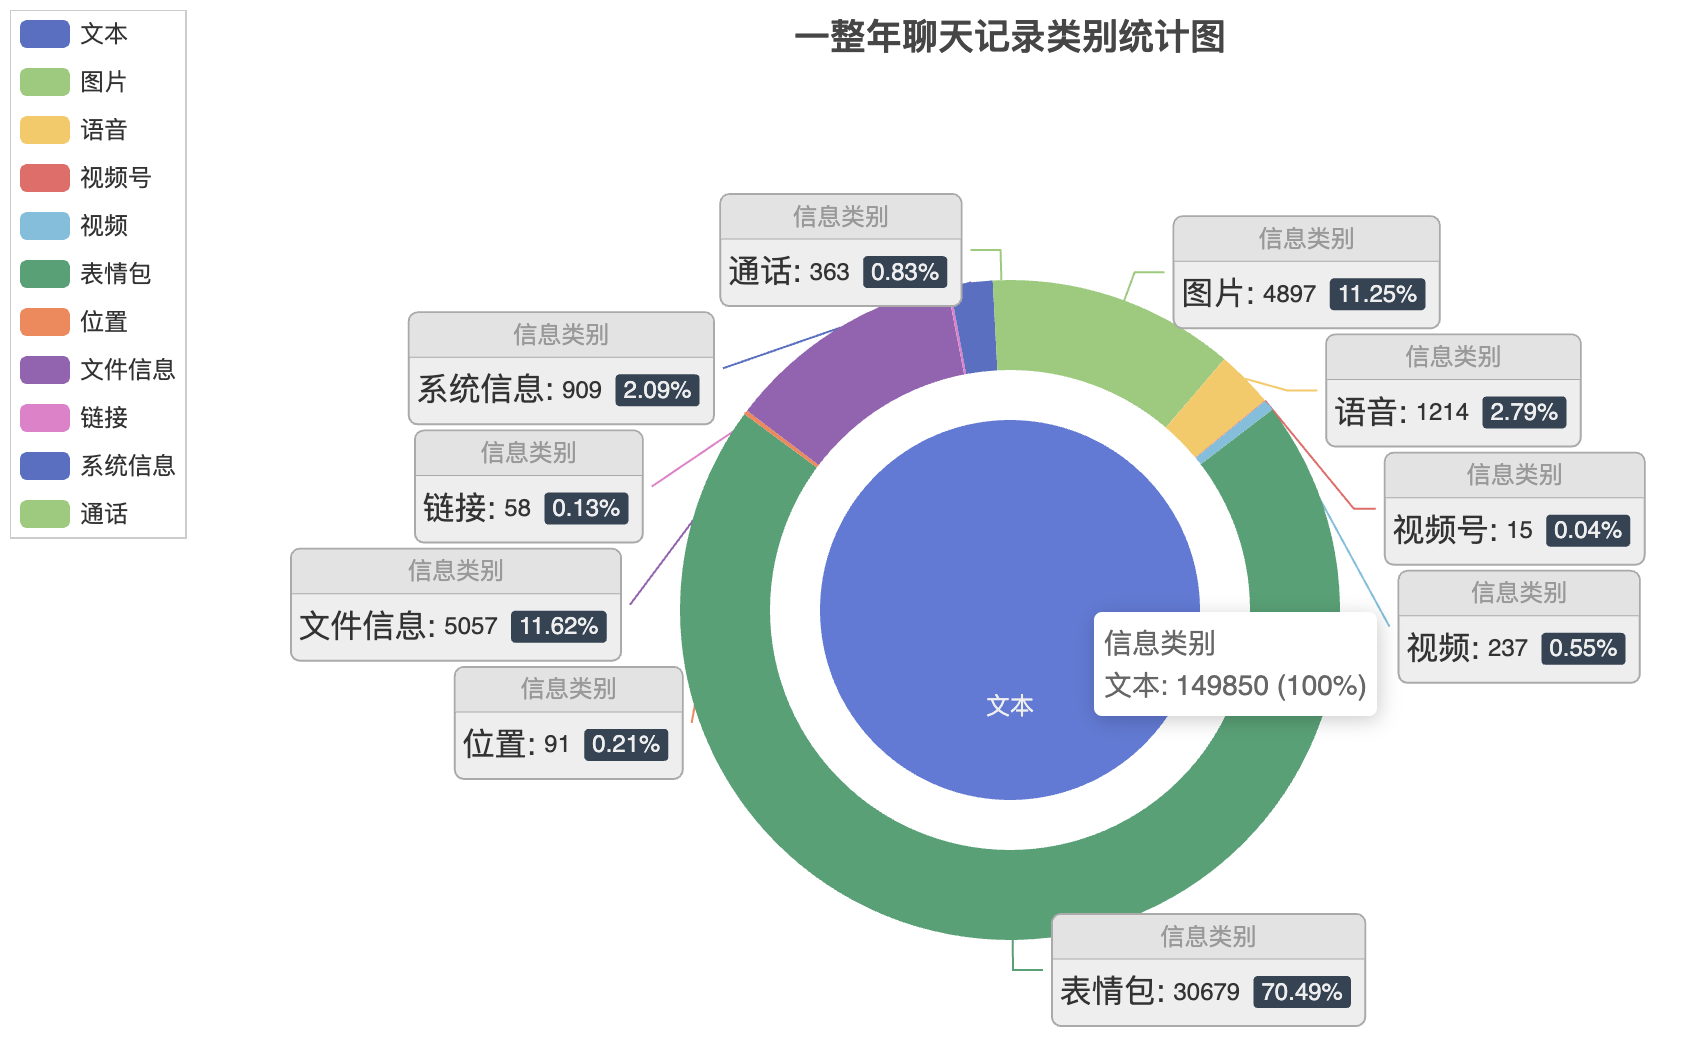 一整年聊天记录类别统计图
文本
图片
语音
视频号
视频
表情包
位置
文件信息
链接
系统信息
通话
信息类别
通话: 363 0.83%
信息类别
图片: 4897 11.25%
信息类别
系统信息: 909 2.09%
信息类别
语音: 1214 2.79%
信息类别
链接: 58 0.13%
信息类别
视频号: 15 0.04%
信息类别
文件信息: 5057 11.62%
信息类别
视频: 237 0.55%
信息类别
位置: 91 0.21%
信息类别
文本: 149850 (100%)
文本
信息类别
表情包: 30679 70.49%